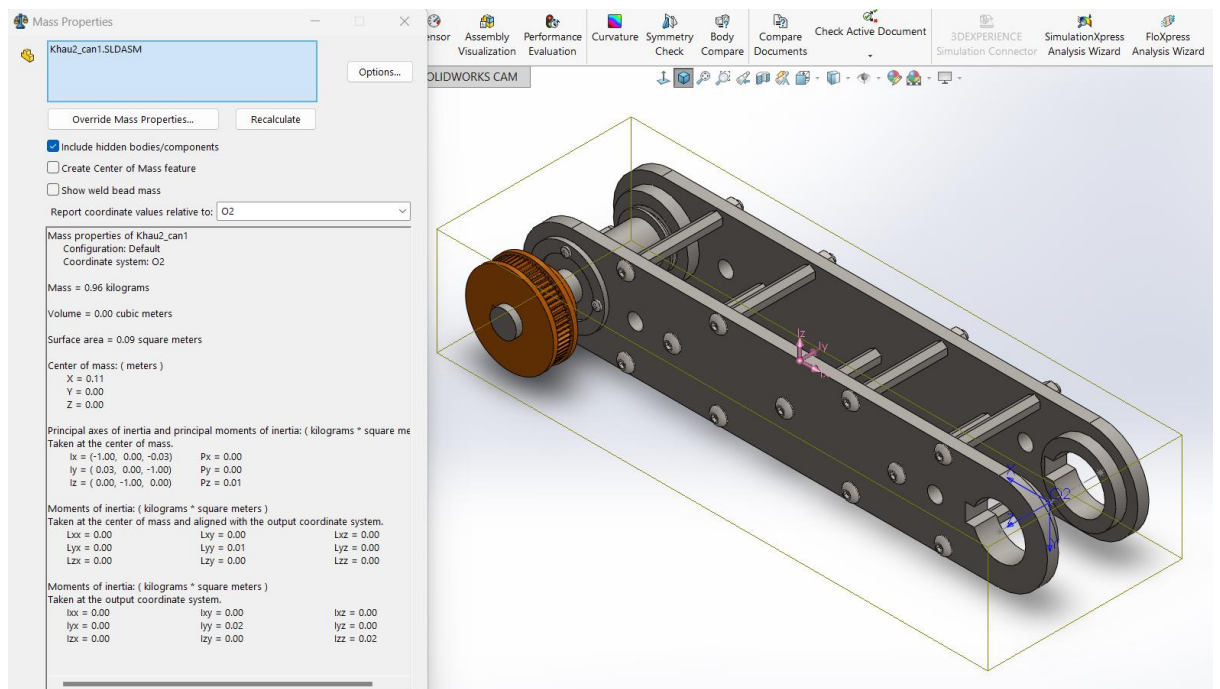 Mass Properties
Khau2_can1.SLDASM
Options...
Override Mass Properties...
Recalculate
Include hidden bodies/components
Create Center of Mass feature
Show weld bead mass
Report coordinate values relative to: O2
Mass properties of Khau2_can1
Configuration: Default
Coordinate system: O2
Mass = 0.96 kilograms
Volume = 0.00 cubic meters
Surface area = 0.09 square meters
Center of mass: ( meters )
X = 0.11
Y = 0.00
Z = 0.00
Principal axes of inertia and principal moments of inertia: ( kilograms * square me
Taken at the center of mass.
Ix = (-1.00, 0.00, -0.03) Px = 0.00
Iy = ( 0.03, 0.00, -1.00) Py = 0.00
Iz = ( 0.00, -1.00, 0.00) Pz = 0.01
Moments of inertia: ( kilograms * square meters )
Taken at the center of mass and aligned with the output coordinate system.
Lxx = 0.00 Lxy = 0.00 Lxz = 0.00
Lyx = 0.00 Lyy = 0.01 Lyz = 0.00
Lzx = 0.00 Lzy = 0.00 Lzz = 0.00
Moments of inertia: ( kilograms * square meters )
Taken at the output coordinate system.
Ixx = 0.00 Ixy = 0.00 Ixz = 0.00
Iyx = 0.00 Iyy = 0.02 Iyz = 0.00
Izx = 0.00 Izy = 0.00 Izz = 0.02
ensor
Assembly
Visualization
Performance
Evaluation
Curvature
Symmetry
Check
Body
Compare
Compare
Documents
Check Active Document
3DEXPERIENCE
Simulation Connector
SimulationXpress
Analysis Wizard
FloXpress
Analysis Wizard
OLIDWORKS CAM
Iz
Iy
X
O2